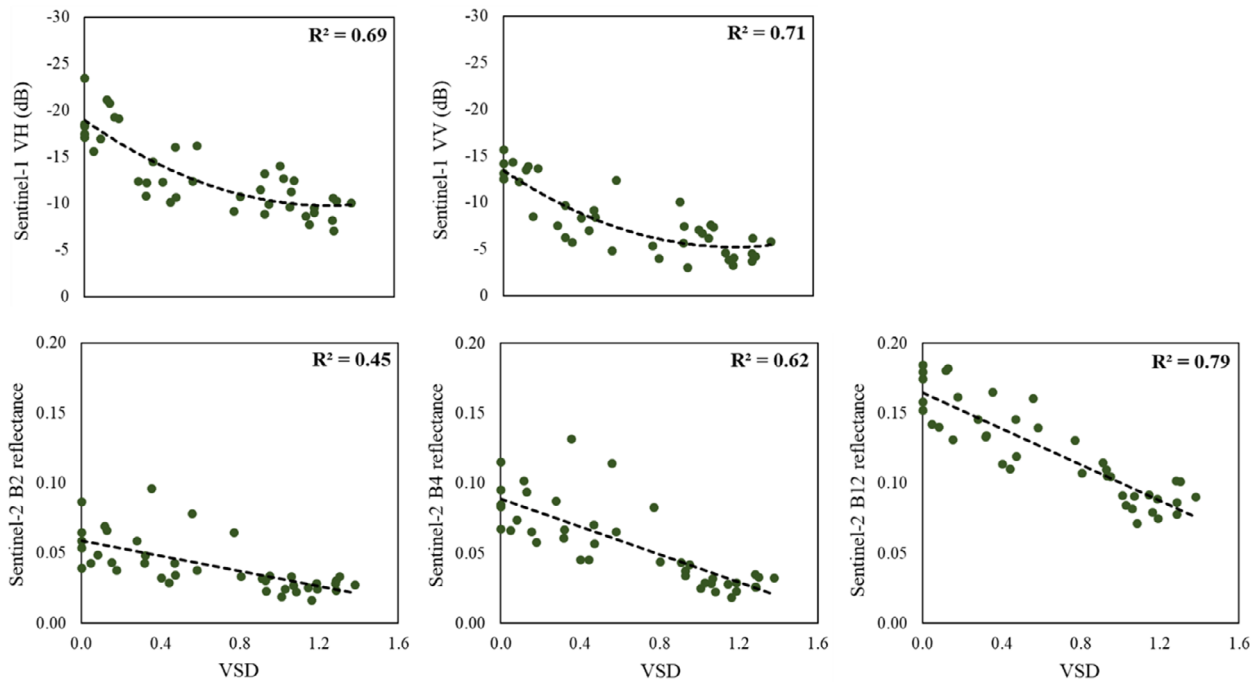 Sentinel-1 VH (dB)
-30
-25
-20
-15
-10
-5
0
R² = 0.69
Sentinel-1 VV (dB)
-30
-25
-20
-15
-10
-5
0
R² = 0.71
Sentinel-2 B2 reflectance
0.20
0.15
0.10
0.05
0.00
R² = 0.45
0.0 0.4 0.8 1.2 1.6
VSD
Sentinel-2 B4 reflectance
0.20
0.15
0.10
0.05
0.00
R² = 0.62
0.0 0.4 0.8 1.2 1.6
VSD
Sentinel-2 B12 reflectance
0.20
0.15
0.10
0.05
0.00
R² = 0.79
0.0 0.4 0.8 1.2 1.6
VSD